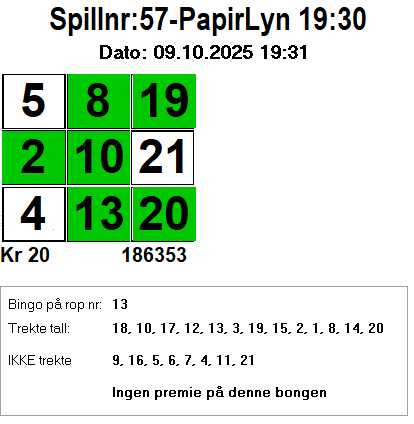 Spillnr:57-PapirLyn 19:30
Dato: 09.10.2025 19:31
5 8 19
2 10 21
4 13 20
Kr 20 186353
Bingo på rop nr: 13
Trekte tall: 18, 10, 17, 12, 13, 3, 19, 15, 2, 1, 8, 14, 20
IKKE trekte 9, 16, 5, 6, 7, 4, 11, 21
Ingen premie på denne bongen